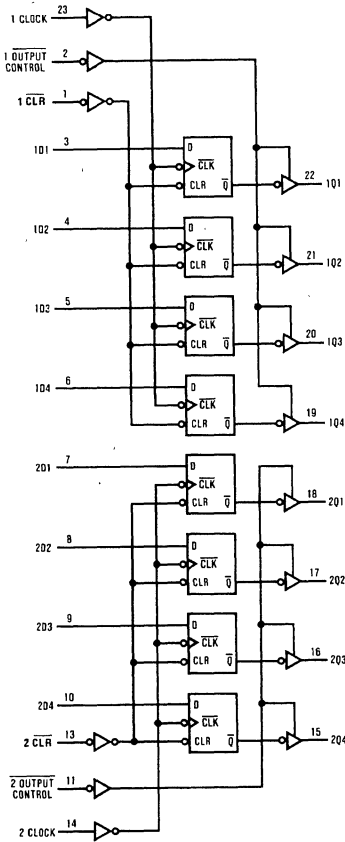 1 CLOCK 23
1 OUTPUT CONTROL 2
1 CLR 1
1D1 3 D CLK CLR Q 22 1Q1
1D2 4 D CLK CLR Q 21 1Q2
1D3 5 D CLK CLR Q 20 1Q3
1D4 6 D CLK CLR Q 19 1Q4
2D1 7 D CLK CLR Q 18 2Q1
2D2 8 D CLK CLR Q 17 2Q2
2D3 9 D CLK CLR Q 16 2Q3
2D4 10 D CLK CLR Q 15 2Q4
2 CLR 13
2 OUTPUT CONTROL 11
2 CLOCK 14